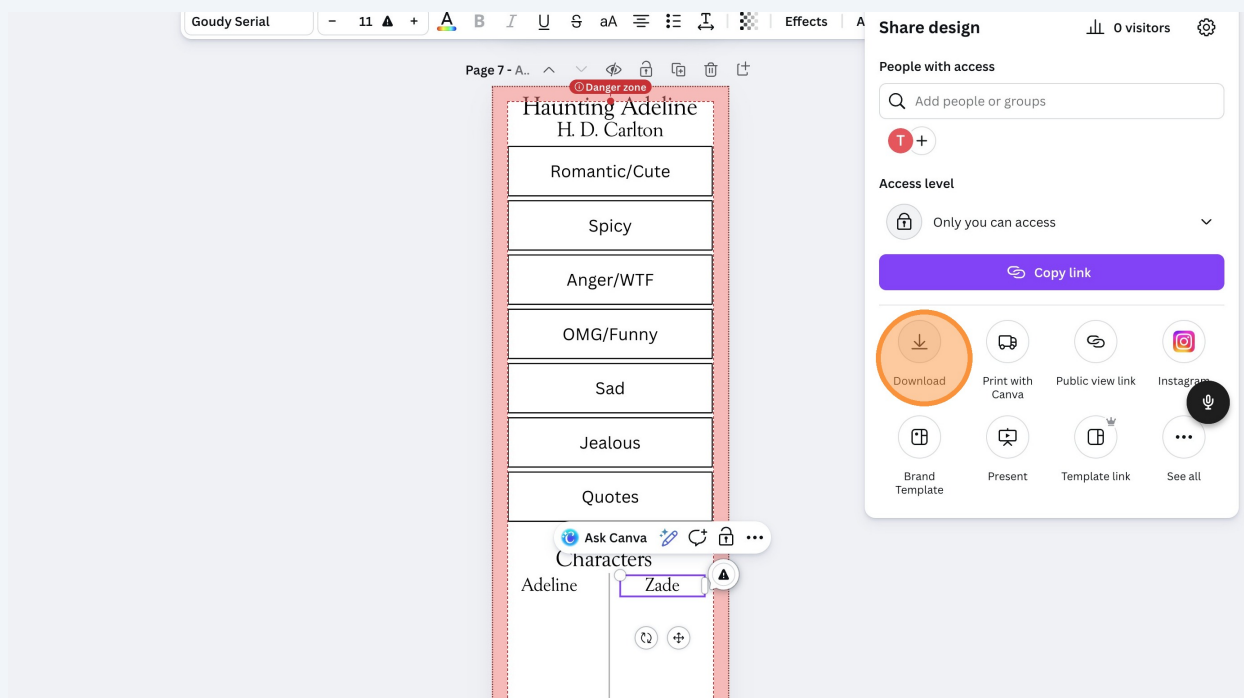 Goudy Serial
− 11 +
A B I U S aA
Effects
A
Page 7 - A..
Danger zone
Haunting Adeline
H. D. Carlton
Romantic/Cute
Spicy
Anger/WTF
OMG/Funny
Sad
Jealous
Quotes
Ask Canva
Characters
Adeline
Zade
Share design
0 visitors
People with access
Add people or groups
T +
Access level
Only you can access
Copy link
Download
Print with
Canva
Public view link
Instagram
Brand
Template
Present
Template link
See all